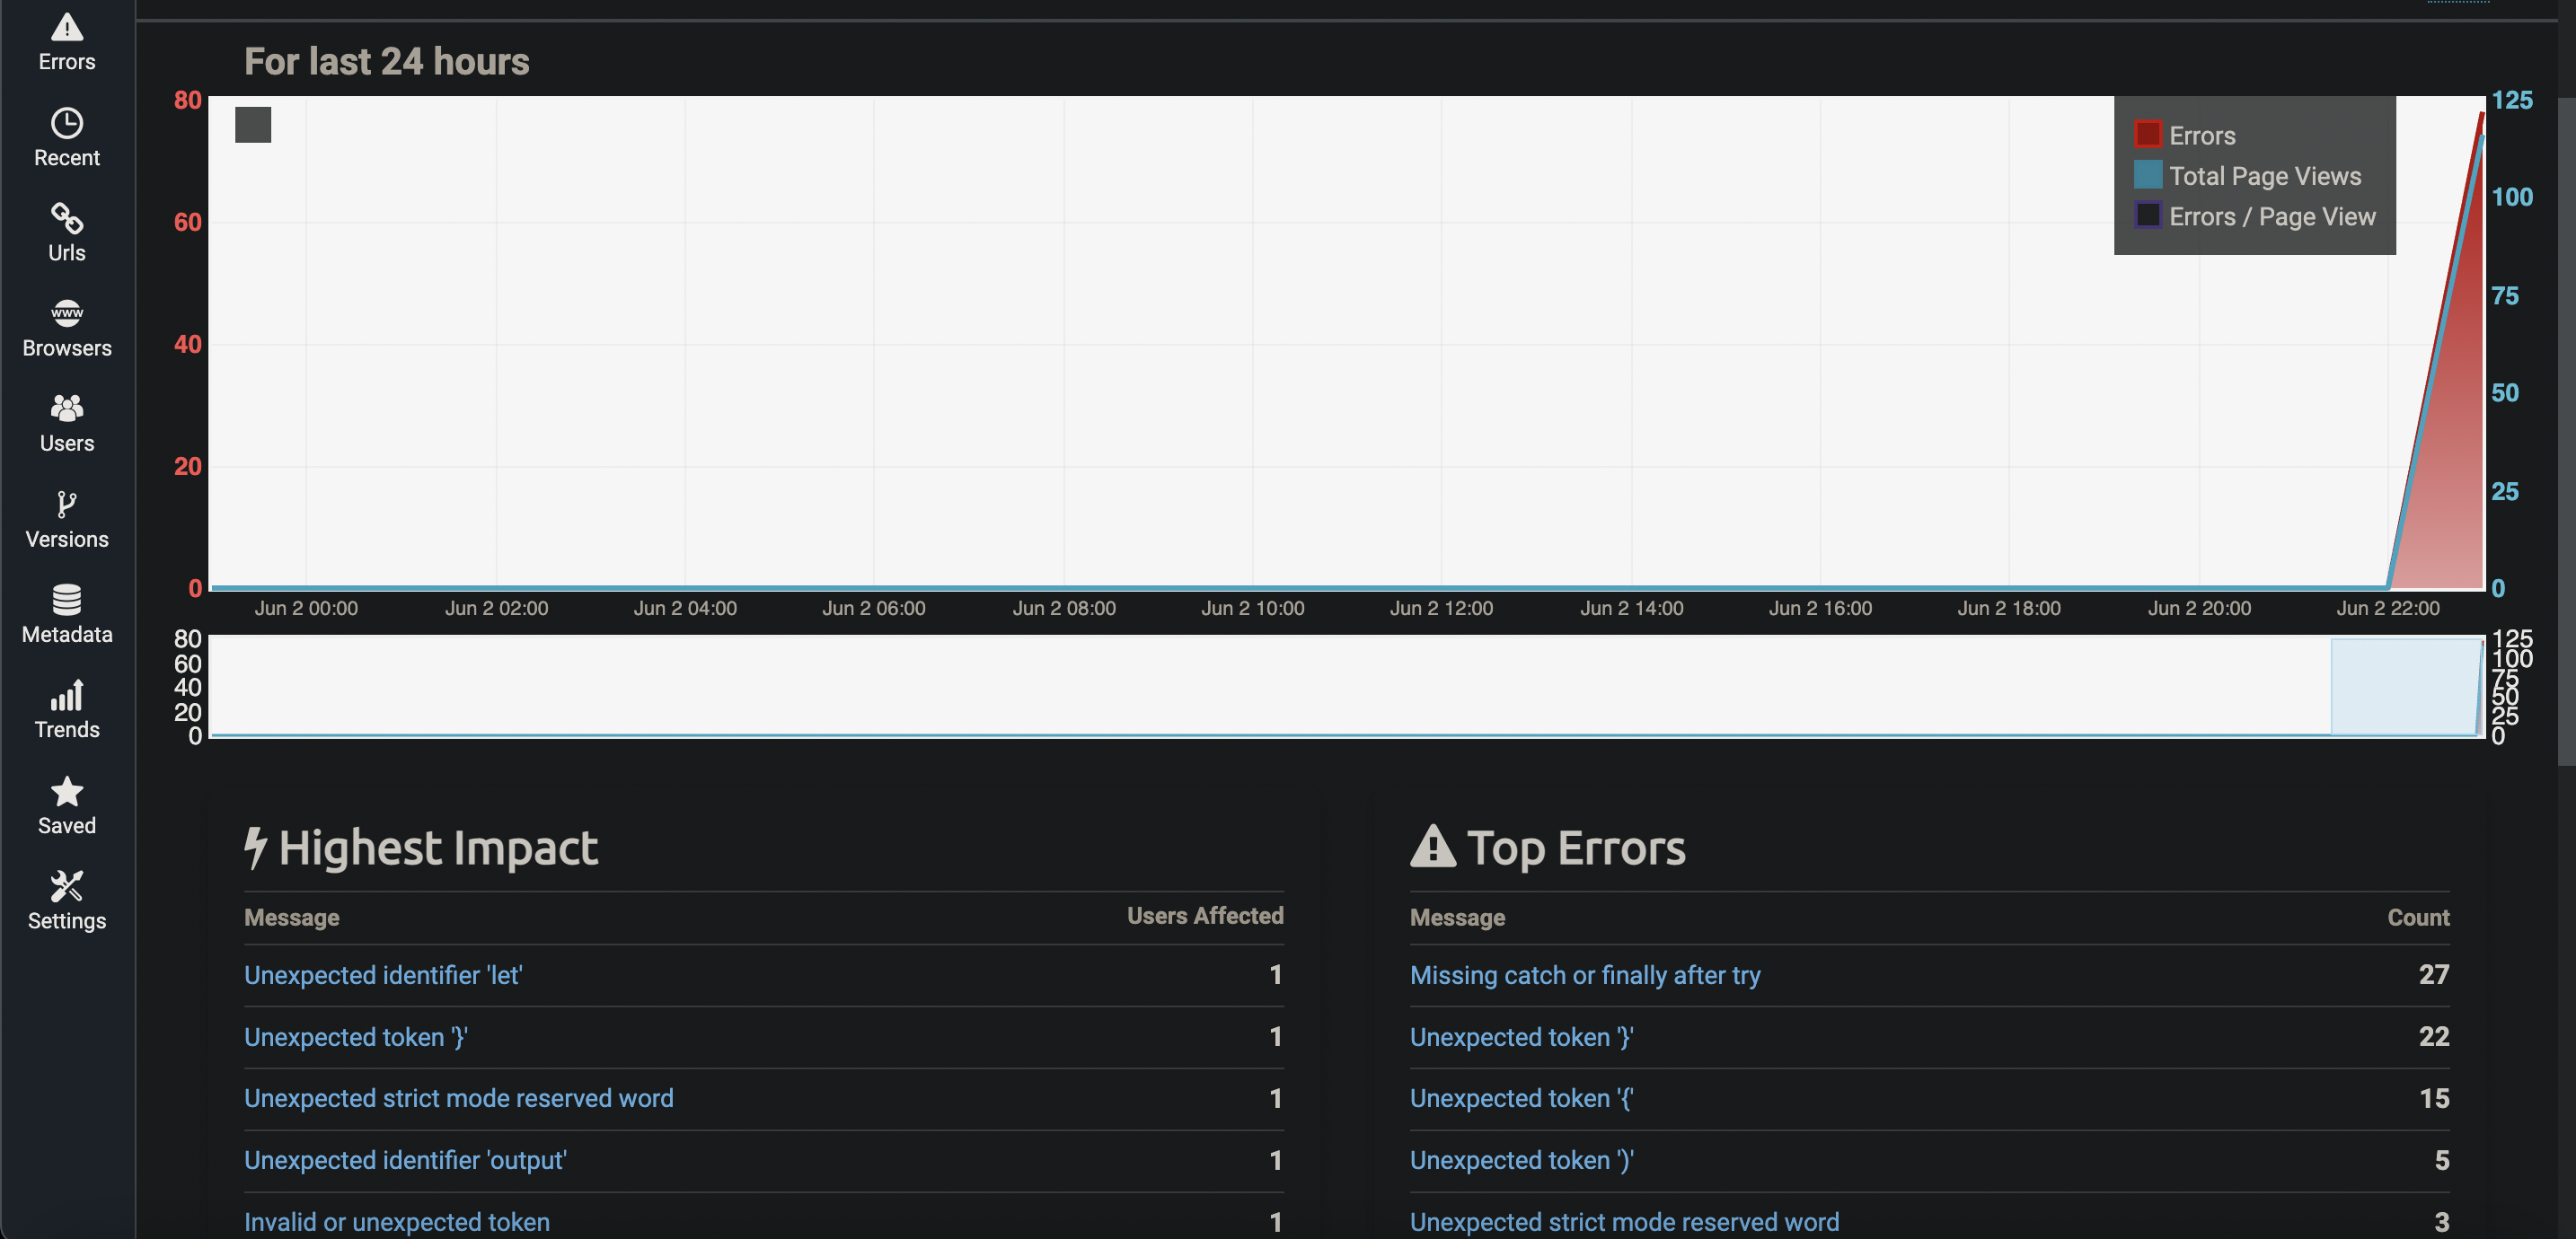 Errors
Recent
Urls
WWW
Browsers
Users
Versions
Metadata
Trends
Saved
Settings
For last 24 hours
80
60
40
20
0
125
100
75
50
25
0
Errors
Total Page Views
Errors / Page View
Jun 2 00:00 Jun 2 02:00 Jun 2 04:00 Jun 2 06:00 Jun 2 08:00 Jun 2 10:00 Jun 2 12:00 Jun 2 14:00 Jun 2 16:00 Jun 2 18:00 Jun 2 20:00 Jun 2 22:00
80
60
40
20
0
125
100
75
50
25
0
Highest Impact
Message Users Affected
Unexpected identifier 'let' 1
Unexpected token '}' 1
Unexpected strict mode reserved word 1
Unexpected identifier 'output' 1
Invalid or unexpected token 1
Top Errors
Message Count
Missing catch or finally after try 27
Unexpected token '}' 22
Unexpected token '{' 15
Unexpected token ')' 5
Unexpected strict mode reserved word 3